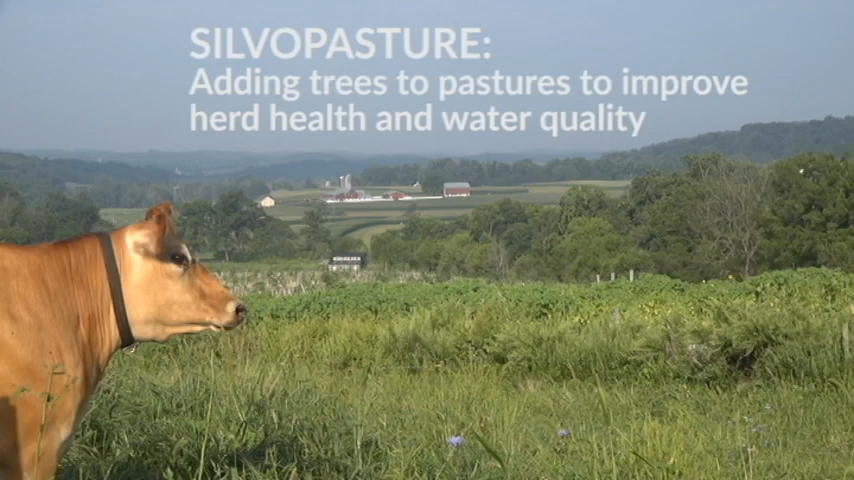 SILVOPASTURE:
Adding trees to pastures to improve
herd health and water quality